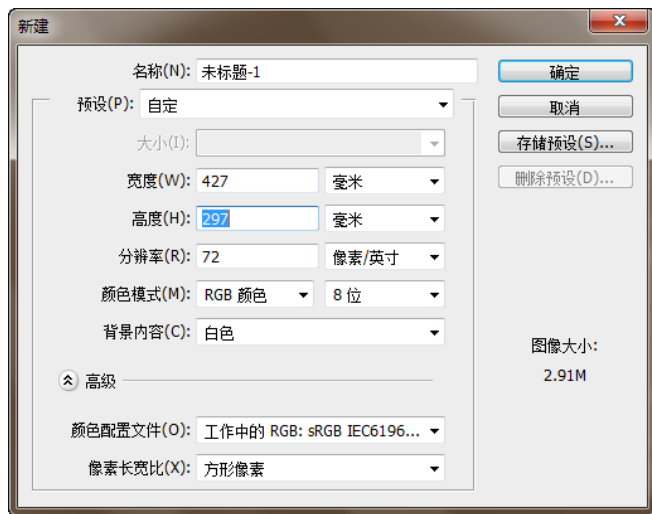 新建
名称(N): 未标题-1
确定
预设(P): 自定
取消
大小(I):
存储预设(S)...
宽度(W): 427 毫米
删除预设(D)...
高度(H): 297 毫米
分辨率(R): 72 像素/英寸
颜色模式(M): RGB 颜色 8 位
背景内容(C): 白色
图像大小:
2.91M
高级
颜色配置文件(O): 工作中的 RGB: sRGB IEC6196...
像素长宽比(X): 方形像素